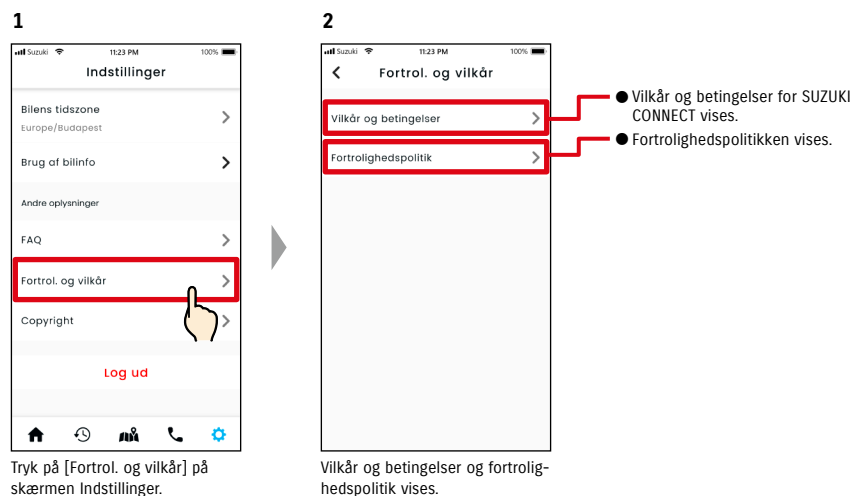 1
Suzuki 11:23 PM 100%
Indstillinger
Bilens tidszone
Europe/Budapest
Brug af bilinfo
Andre oplysninger
FAQ
Fortrol. og vilkår
Copyright
Log ud
Tryk på [Fortrol. og vilkår] på
skærmen Indstillinger.
2
Suzuki 11:23 PM 100%
Fortrol. og vilkår
Vilkår og betingelser
Fortrolighedspolitik
Vilkår og betingelser og fortrolig-
hedspolitik vises.
● Vilkår og betingelser for SUZUKI
CONNECT vises.
● Fortrolighedspolitikken vises.